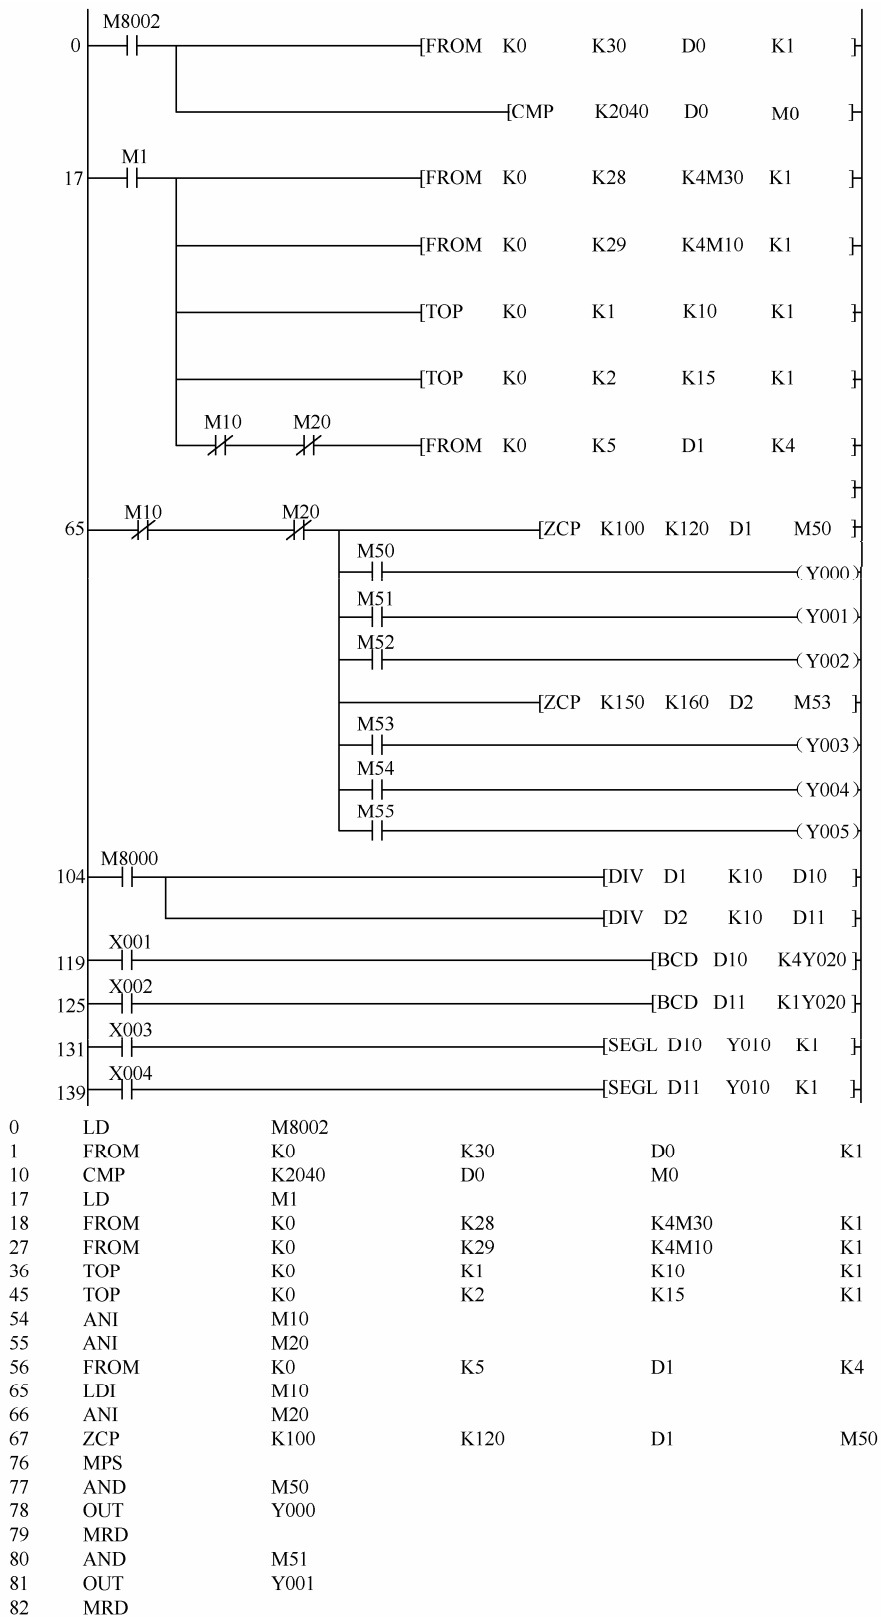 M8002
0 [FROM K0 K30 D0 K1 ]
[CMP K2040 D0 M0 ]
M1
17 [FROM K0 K28 K4M30 K1 ]
[FROM K0 K29 K4M10 K1 ]
[TOP K0 K1 K10 K1 ]
[TOP K0 K2 K15 K1 ]
M10 M20
[FROM K0 K5 D1 K4 ]
]
M10 M20
65 [ZCP K100 K120 D1 M50 ]
M50
(Y000)
M51
(Y001)
M52
(Y002)
[ZCP K150 K160 D2 M53 ]
M53
(Y003)
M54
(Y004)
M55
(Y005)
M8000
104 [DIV D1 K10 D10 ]
[DIV D2 K10 D11 ]
X001
119 [BCD D10 K4Y020 ]
X002
125 [BCD D11 K1Y020 ]
X003
131 [SEGL D10 Y010 K1 ]
X004
139 [SEGL D11 Y010 K1 ]
0 LD M8002
1 FROM K0 K30 D0 K1
10 CMP K2040 D0 M0
17 LD M1
18 FROM K0 K28 K4M30 K1
27 FROM K0 K29 K4M10 K1
36 TOP K0 K1 K10 K1
45 TOP K0 K2 K15 K1
54 ANI M10
55 ANI M20
56 FROM K0 K5 D1 K4
65 LDI M10
66 ANI M20
67 ZCP K100 K120 D1 M50
76 MPS
77 AND M50
78 OUT Y000
79 MRD
80 AND M51
81 OUT Y001
82 MRD